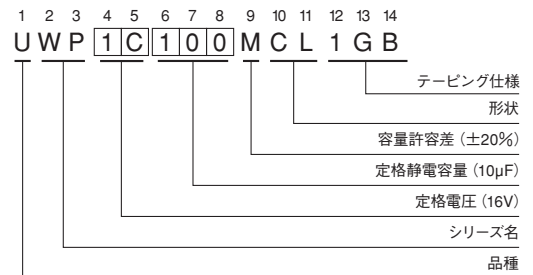 1 2 3 4 5 6 7 8 9 10 11 12 13 14
U W P 1 C 1 0 0 M C L 1 G B
テーピング仕様
形状
容量許容差 (±20%)
定格静電容量 (10µF)
定格電圧 (16V)
シリーズ名
品種